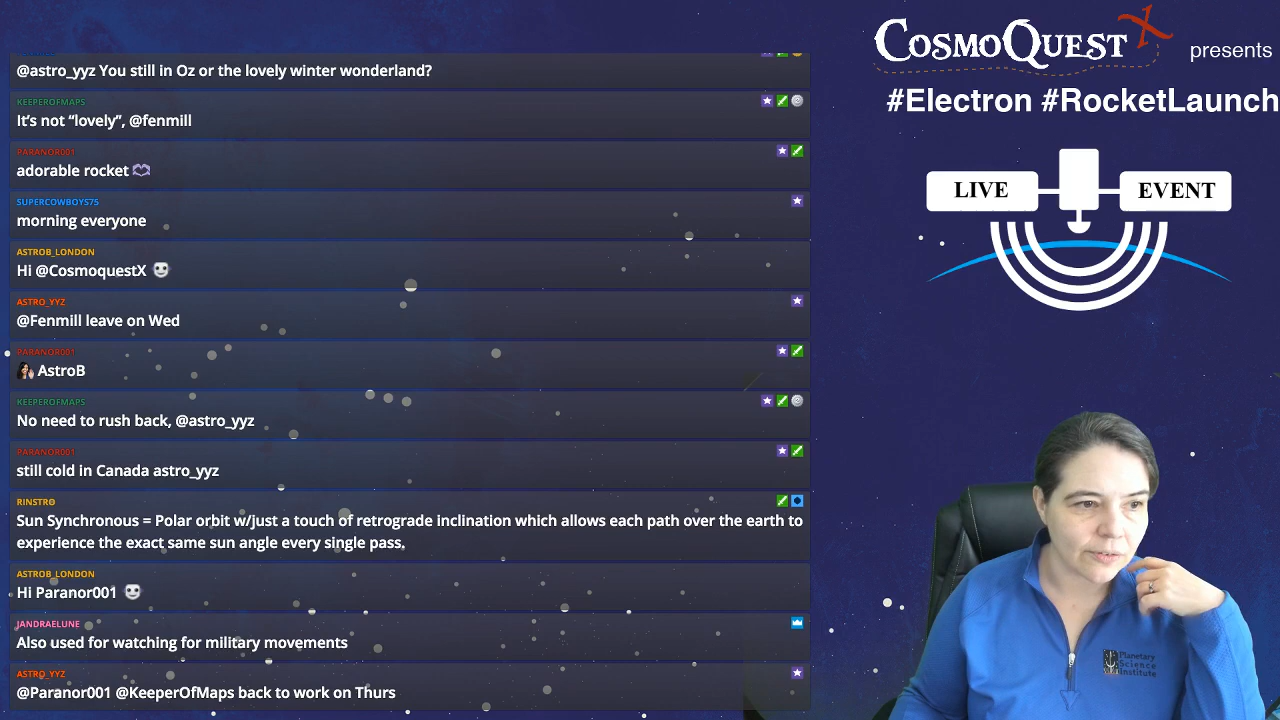 @astro_yyz You still in Oz or the lovely winter wonderland?
KEEPEROFMAPS
It's not “lovely”, @fenmill
PARANOR001
adorable rocket
SUPERCOWBOYS75
morning everyone
ASTROB_LONDON
Hi @CosmoquestX
ASTRO_YYZ
@Fenmill leave on Wed
PARANOR001
AstroB
KEEPEROFMAPS
No need to rush back, @astro_yyz
PARANOR001
still cold in Canada astro_yyz
RINSTR0
Sun Synchronous = Polar orbit w/just a touch of retrograde inclination which allows each path over the earth to
experience the exact same sun angle every single pass.
ASTROB_LONDON
Hi Paranor001
JANDRAELUNE
Also used for watching for military movements
ASTRO_YYZ
@Paranor001 @KeeperOfMaps back to work on Thurs
COSMOQUEST X
presents
#Electron #RocketLaunch
LIVE EVENT
Planetary
Science
Institute